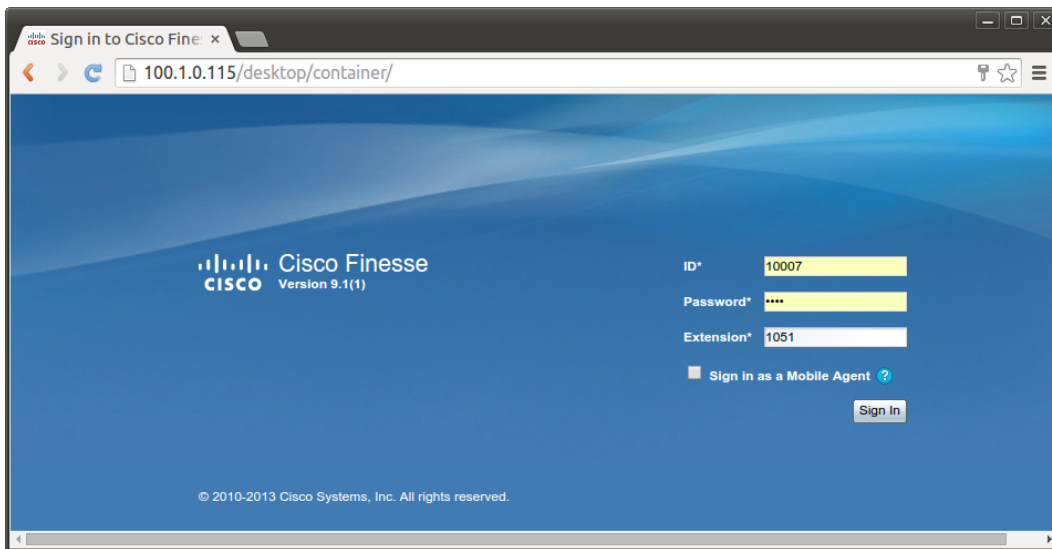 Sign in to Cisco Fine
100.1.0.115/desktop/container/
CISCO
Cisco Finesse
Version 9.1(1)
ID* 10007
Password* ••••
Extension* 1051
Sign in as a Mobile Agent ?
Sign In
© 2010-2013 Cisco Systems, Inc. All rights reserved.